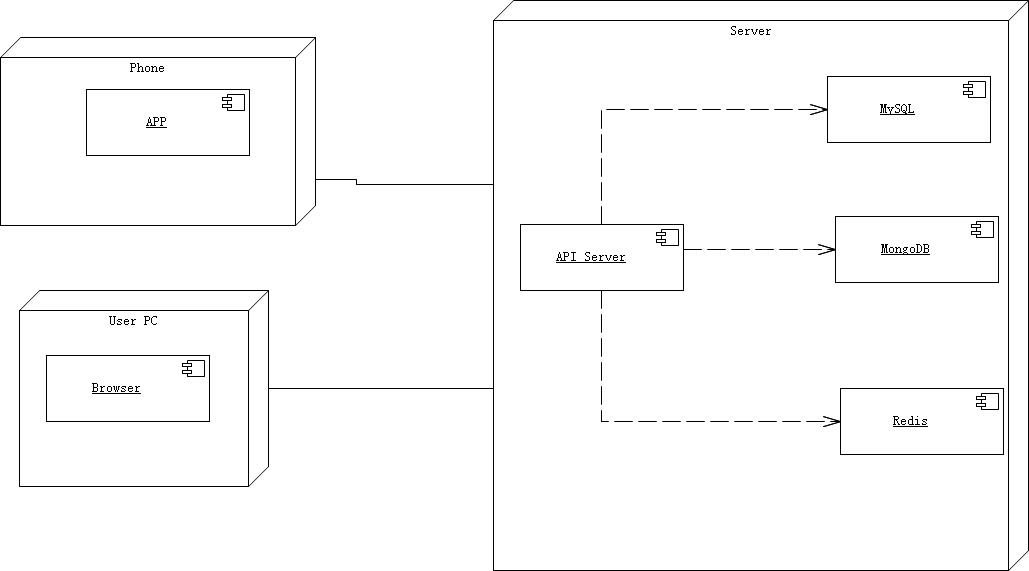 Phone
APP
User PC
Browser
Server
MySQL
API Server
MongoDB
Redis